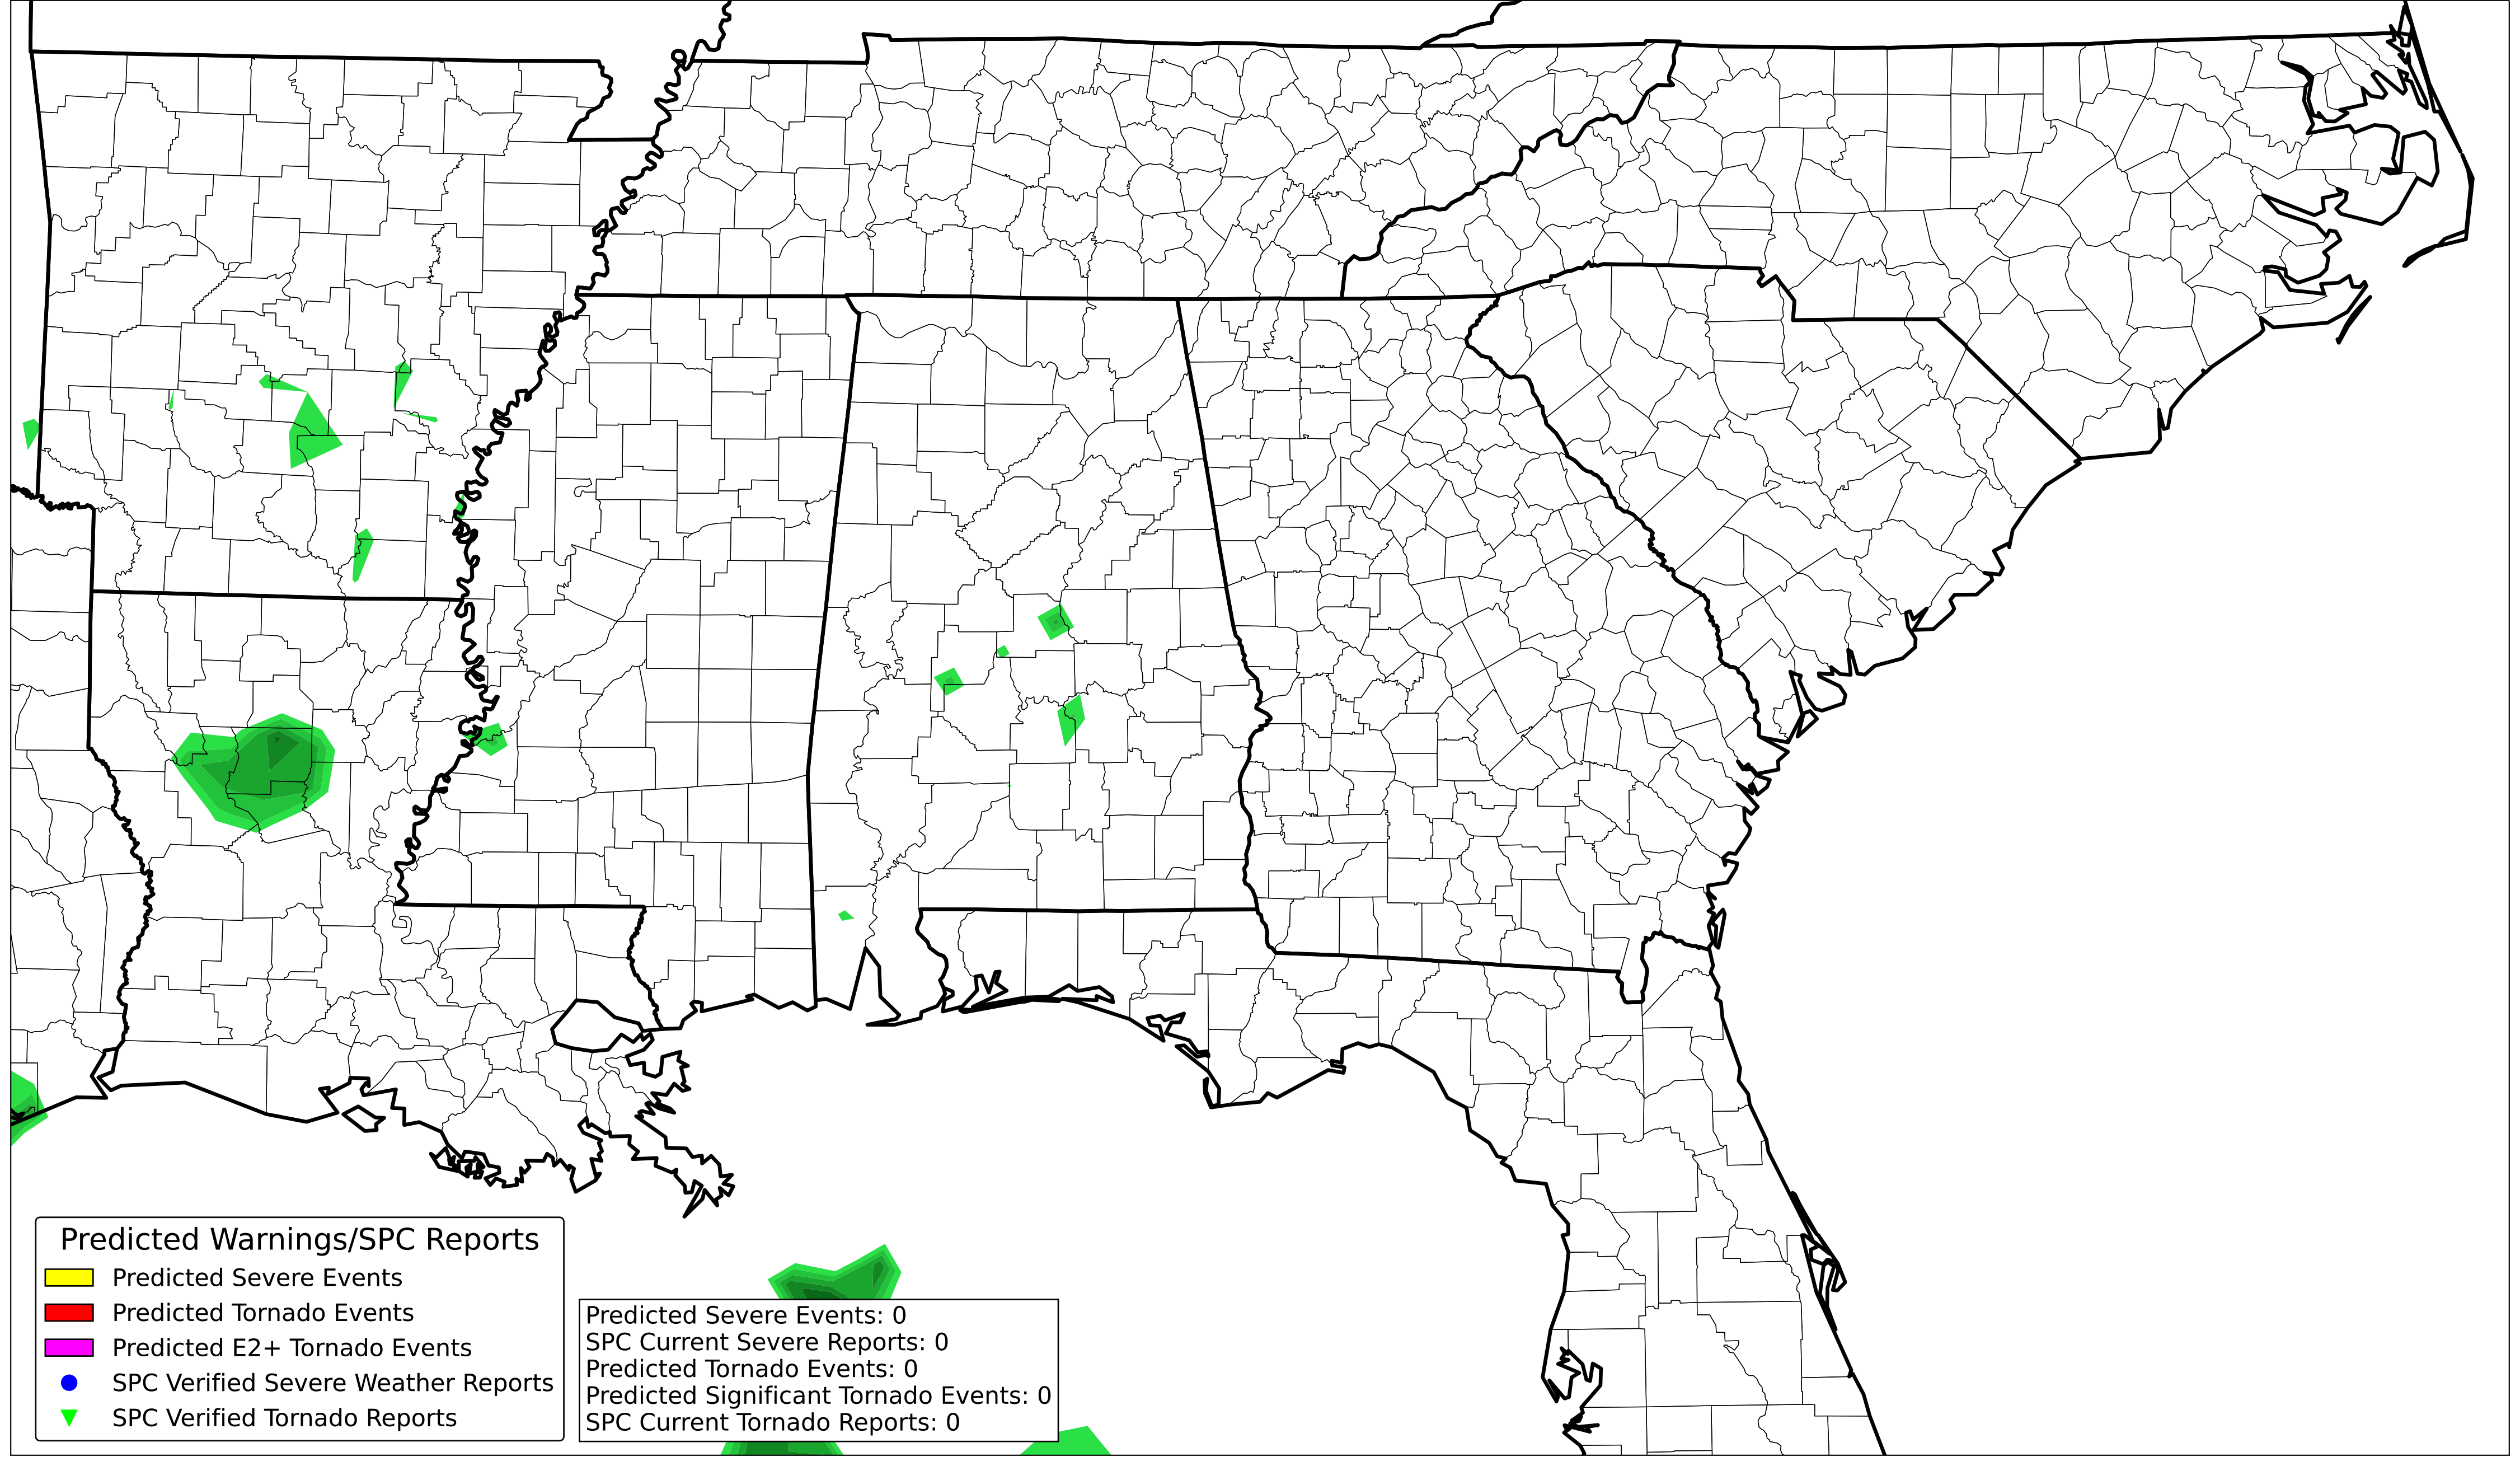 Predicted Warnings/SPC Reports
Predicted Severe Events
Predicted Tornado Events
Predicted E2+ Tornado Events
SPC Verified Severe Weather Reports
SPC Verified Tornado Reports
Predicted Severe Events: 0
SPC Current Severe Reports: 0
Predicted Tornado Events: 0
Predicted Significant Tornado Events: 0
SPC Current Tornado Reports: 0